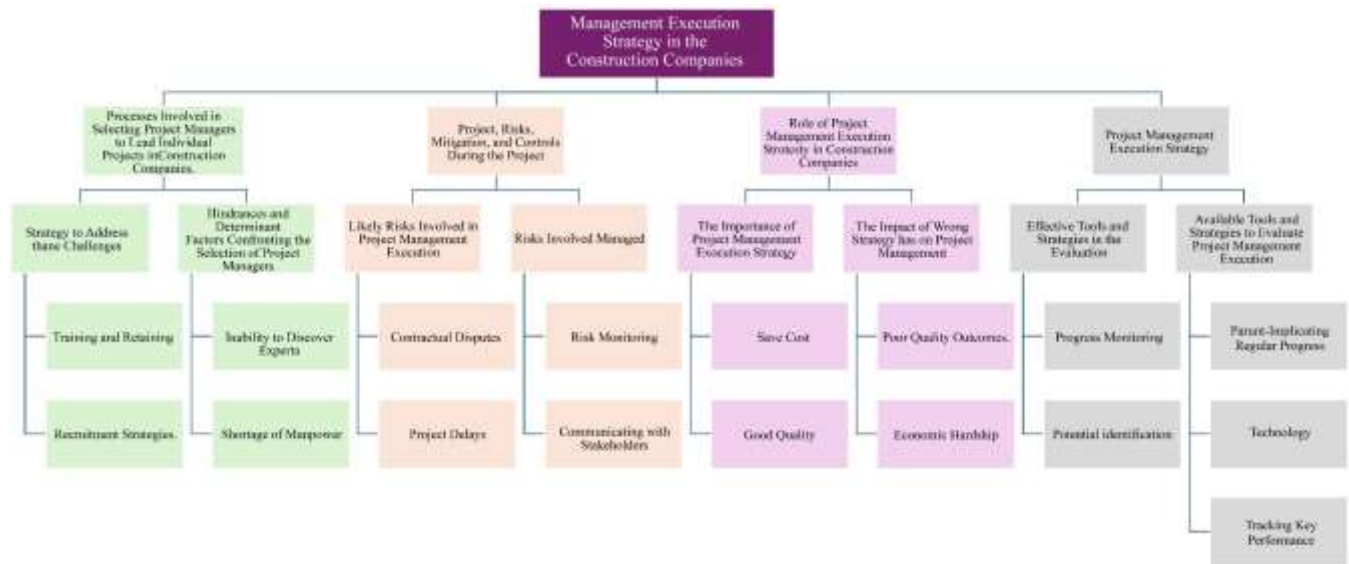 Management Execution
Strategy in the
Construction Companies
Processes Involved in
Selecting Project Managers
to Lead Individual
Projects inConstruction
Companies.
Project, Risks,
Mitigation, and Controls
During the Project
Role of Project
Management Execution
Strategy in Construction
Companies
Project Management
Execution Strategy
Strategy to Address
thane Challenges
Hindrances and
Determinant
Factors Confronting the
Selection of Project
Managers
Likely Risks Involved in
Project Management
Execution
Risks Involved Managed
The Importance of
Project Management
Execution Strategy
The Impact of Wrong
Strategy has on Project
Management
Effective Tools and
Strategies in the
Evaluation
Available Tools and
Strategies to Evaluate
Project Management
Execution
Training and Retaining
Inability to Discover
Experts
Contractual Disputes
Risk Monitoring
Save Cost
Poor Quality Outcomes.
Progress Monitoring
Parant-Implicating
Regular Progress
Recruitment Strategies.
Shortage of Manpower
Project Delays
Communicating with
Stakeholders
Good Quality
Economic Hardship
Potential identification
Technology
Tracking Key
Performance